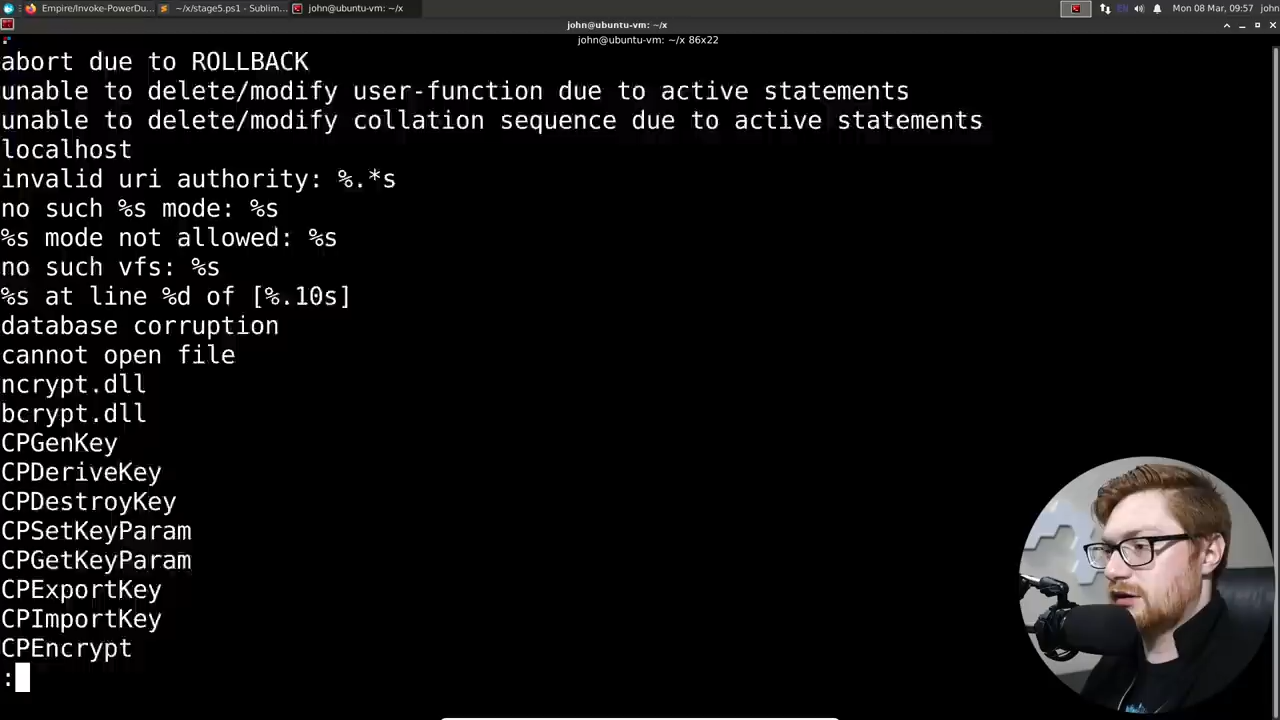 Empire/Invoke-PowerDu...
~/x/stage5.ps1 - Sublim...
john@ubuntu-vm: ~/x
EN
Mon 08 Mar, 09:57
john
john@ubuntu-vm: ~/x
john@ubuntu-vm: ~/x 86x22
abort due to ROLLBACK
unable to delete/modify user-function due to active statements
unable to delete/modify collation sequence due to active statements
localhost
invalid uri authority: %.*s
no such %s mode: %s
%s mode not allowed: %s
no such vfs: %s
%s at line %d of [%.10s]
database corruption
cannot open file
ncrypt.dll
bcrypt.dll
CPGenKey
CPDeriveKey
CPDestroyKey
CPSetKeyParam
CPGetKeyParam
CPExportKey
CPImportKey
CPEncrypt
: